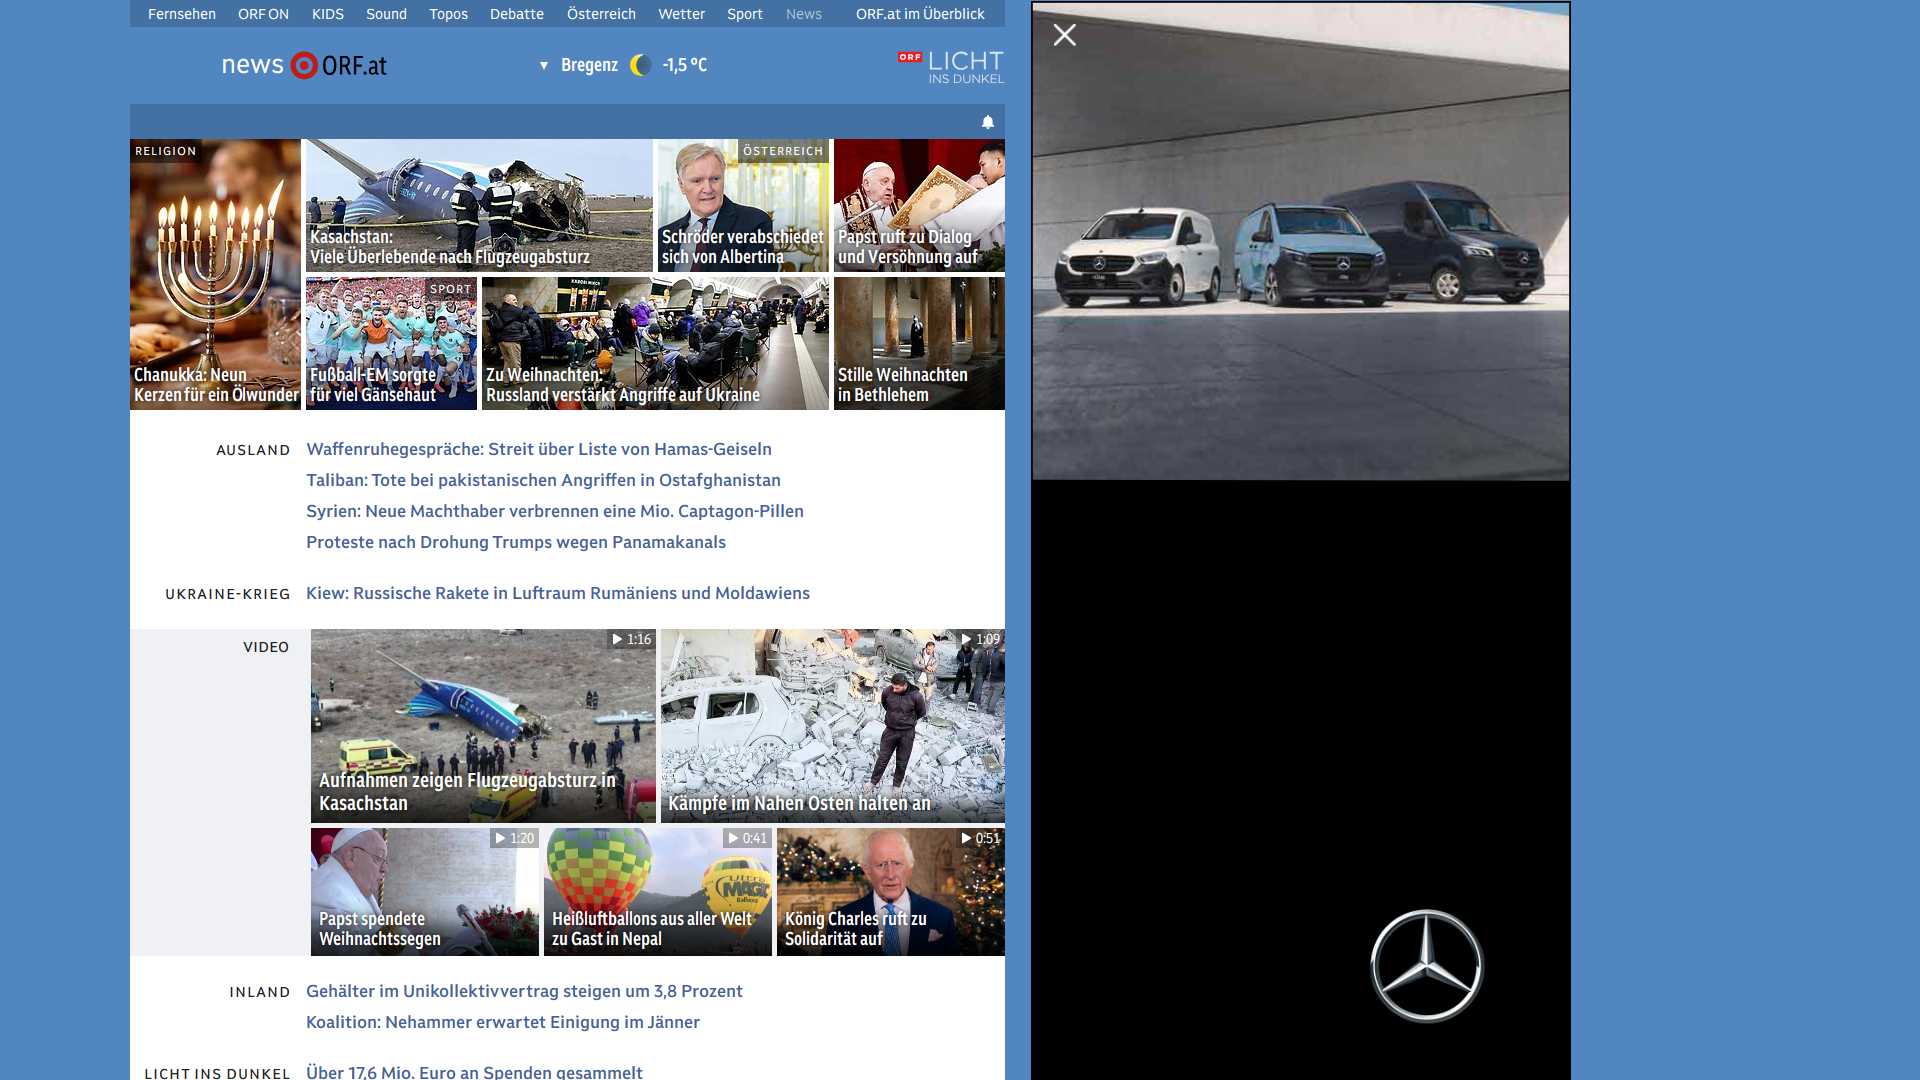 Fernsehen ORF ON KIDS Sound Topos Debatte Österreich Wetter Sport News ORF.at im Überblick
news ORF.at
▼ Bregenz -1,5 °C
ORF LICHT
INS DUNKEL
RELIGION
Chanukka: Neun
Kerzen für ein Ölwunder
Kasachstan:
Viele Überlebende nach Flugzeugabsturz
ÖSTERREICH
Schröder verabschiedet
sich von Albertina
Papst ruft zu Dialog
und Versöhnung auf
SPORT
Fußball-EM sorgte
für viel Gänsehaut
Zu Weihnachten:
Russland verstärkt Angriffe auf Ukraine
Stille Weihnachten
in Bethlehem
AUSLAND
Waffenruhegespräche: Streit über Liste von Hamas-Geiseln
Taliban: Tote bei pakistanischen Angriffen in Ostafghanistan
Syrien: Neue Machthaber verbrennen eine Mio. Captagon-Pillen
Proteste nach Drohung Trumps wegen Panamakanals
UKRAINE-KRIEG
Kiew: Russische Rakete in Luftraum Rumäniens und Moldawiens
VIDEO
1:16
Aufnahmen zeigen Flugzeugabsturz in
Kasachstan
1:09
Kämpfe im Nahen Osten halten an
1:20
Papst spendete
Weihnachtssegen
0:41
ULTRA
MAGIC
Heißluftballons aus aller Welt
zu Gast in Nepal
0:51
König Charles ruft zu
Solidarität auf
INLAND
Gehälter im Unikollektivvertrag steigen um 3,8 Prozent
Koalition: Nehammer erwartet Einigung im Jänner
LICHT INS DUNKEL
Über 17,6 Mio. Euro an Spenden gesammelt